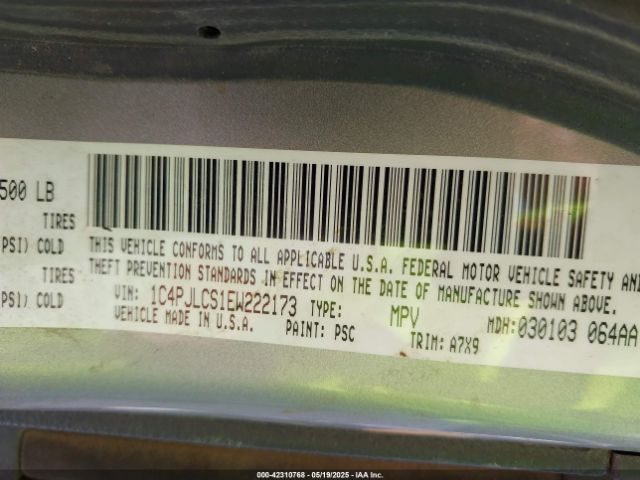 500 LB
TIRES
PSI) COLD
TIRES
PSI) COLD
THIS VEHICLE CONFORMS TO ALL APPLICABLE U.S.A. FEDERAL MOTOR VEHICLE SAFETY AND
THEFT PREVENTION STANDARDS IN EFFECT ON THE DATE OF MANUFACTURE SHOWN ABOVE.
VIN: 1C4PJLCS1EW222173 TYPE: MPV MDH:030103 064AA
VEHICLE MADE IN U.S.A. PAINT: PSC TRIM: A7X9
000-42310768 - 05/19/2025 - IAA Inc.